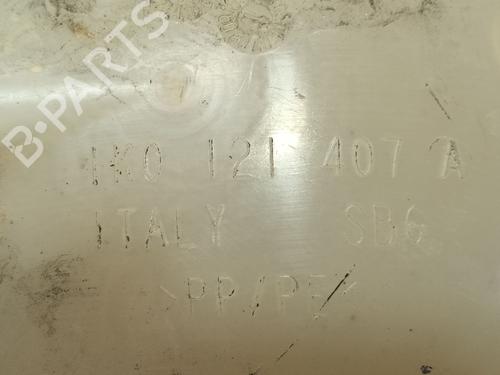 B-PARTS
1K0 121 407 A
ITALY SB6
>PP/PE<